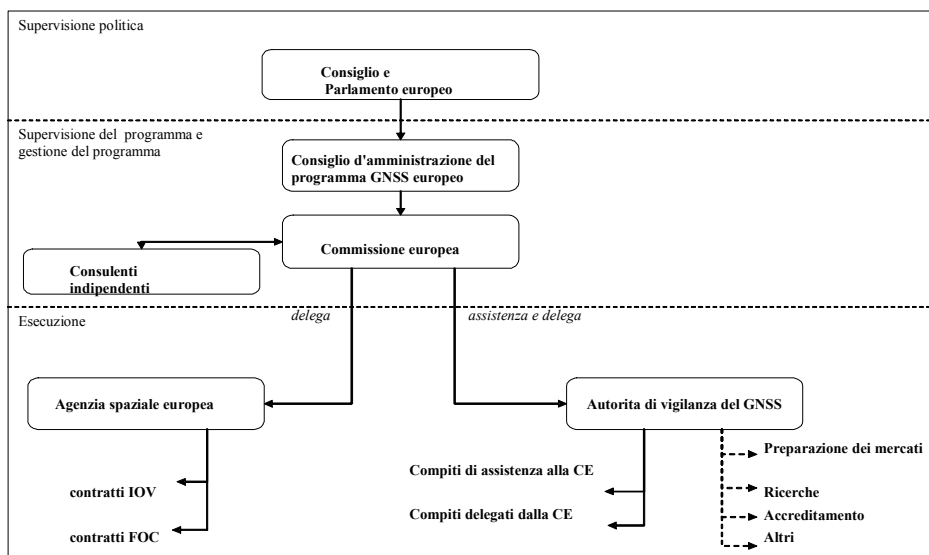 Supervisione politica
Consiglio e
Parlamento europeo
Supervisione del programma e
gestione del programma
Consiglio d'amministrazione del
programma GNSS europeo
Commissione europea
Consulenti
indipendenti
Esecuzione
delega
assistenza e delega
Agenzia spaziale europea
Autorita di vigilanza del GNSS
contratti IOV
contratti FOC
Compiti di assistenza alla CE
Compiti delegati dalla CE
Preparazione dei mercati
Ricerche
Accreditamento
Altri